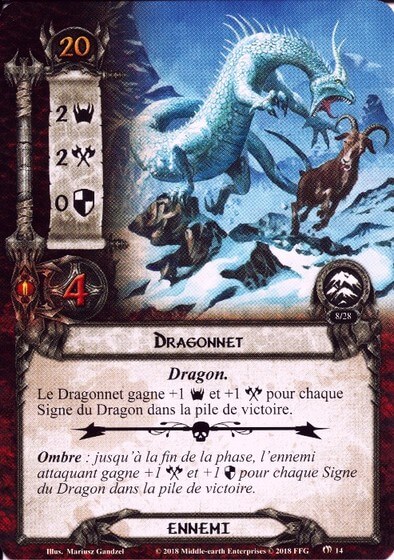 20
2
2
0
4
8/28
Dragonnet
Dragon.
Le Dragonnet gagne +1 et +1 pour chaque
Signe du Dragon dans la pile de victoire.
Ombre : jusqu'à la fin de la phase, l'ennemi
attaquant gagne +1 et +1 pour chaque Signe
du Dragon dans la pile de victoire.
ENNEMI
Illus. Mariusz Gandzel © 2018 Middle-earth Enterprises © 2018 FFG 14